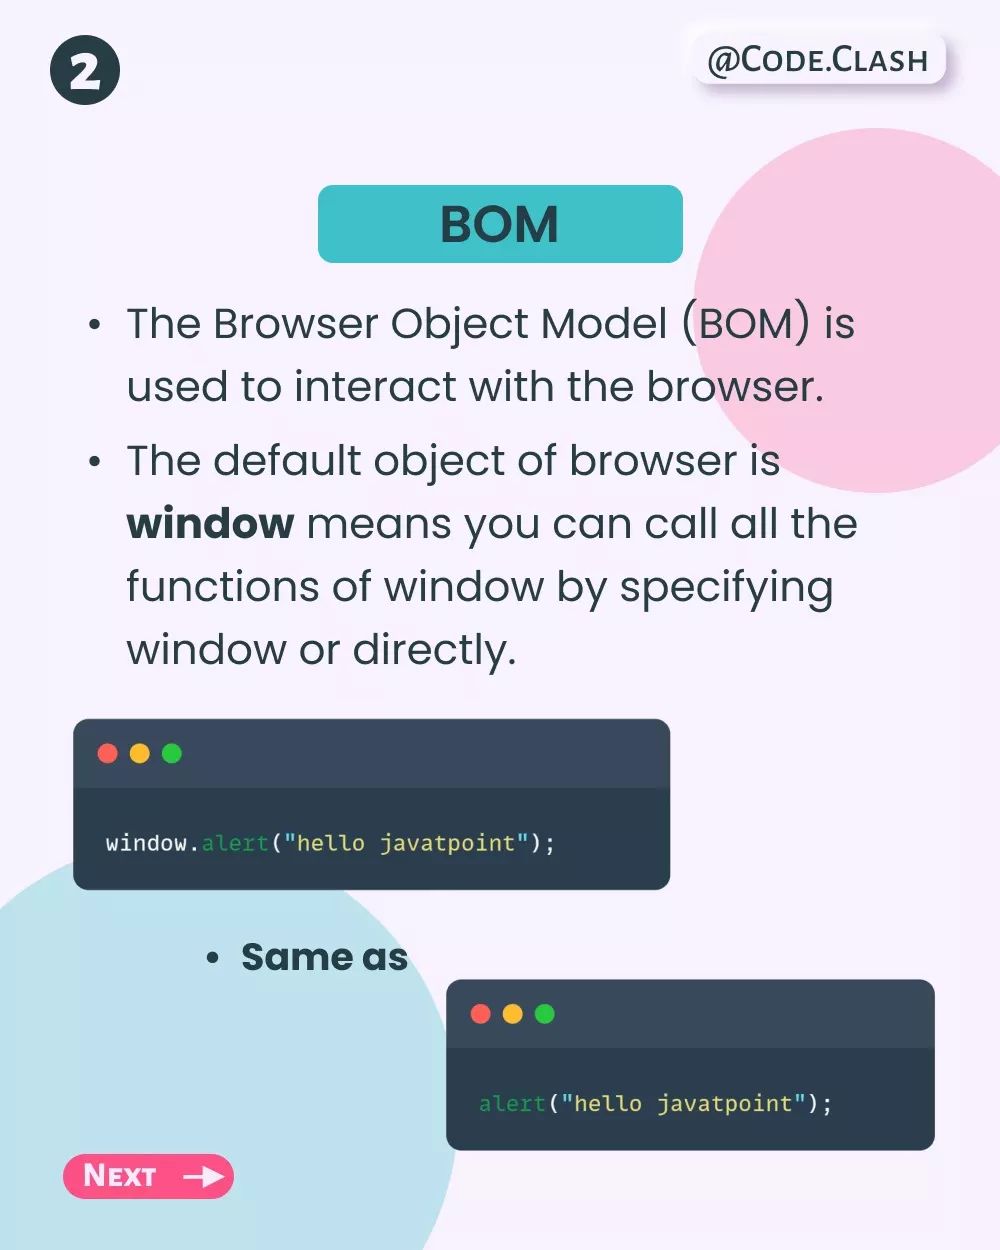 2
@Code.Clash
BOM
• The Browser Object Model (BOM) is
used to interact with the browser.
• The default object of browser is
window means you can call all the
functions of window by specifying
window or directly.
window.alert("hello javatpoint");
• Same as
alert("hello javatpoint");
Next